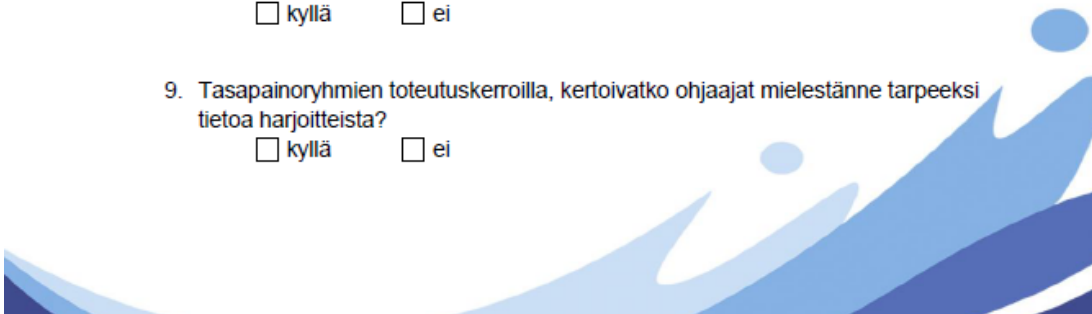 kyllä ei
9. Tasapainoryhmien toteutuskerroilla, kertoivatko ohjaajat mielestänne tarpeeksi
tietoa harjoitteista?
kyllä ei